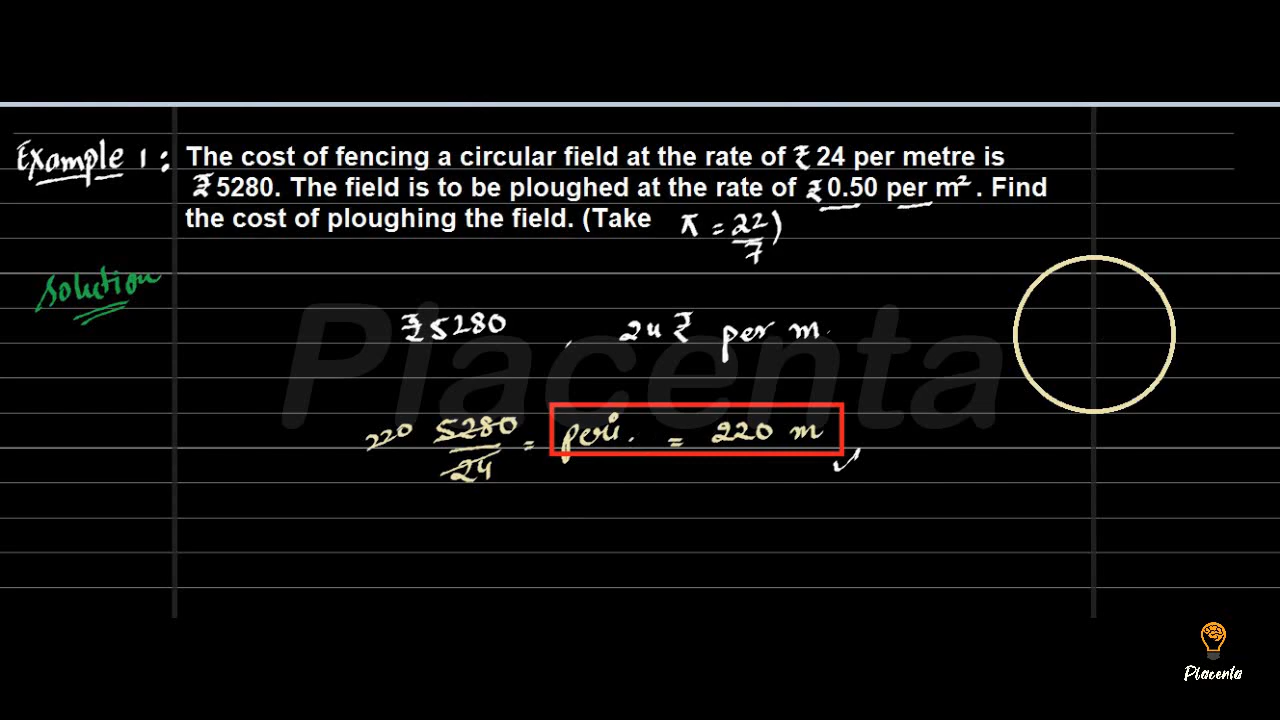 Example 1 : The cost of fencing a circular field at the rate of ₹ 24 per metre is
₹ 5280. The field is to be ploughed at the rate of ₹ 0.50 per m². Find
the cost of ploughing the field. (Take π = 22/7)
Solution
₹ 5280 , 24 ₹ per m.
Placenta
220 5280/24 = peri. = 220 m
Placenta